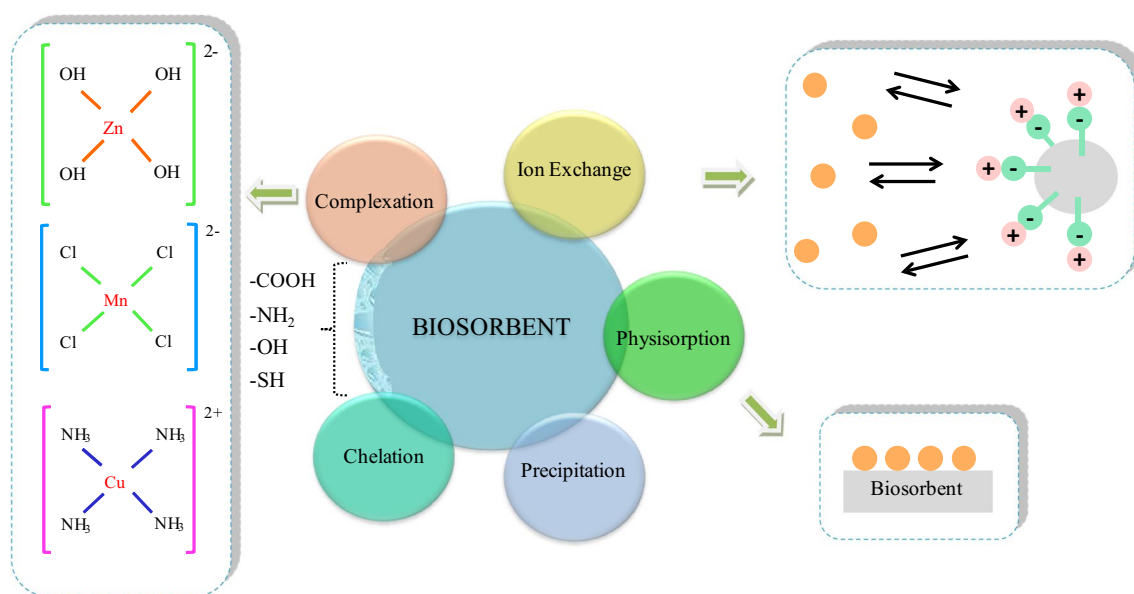 2-
OH OH
Zn
OH OH
2-
Cl Cl
Mn
Cl Cl
2+
NH₃ NH₃
Cu
NH₃ NH₃
Complexation
Ion Exchange
-COOH
-NH₂
-OH
-SH
BIOSORBENT
Physisorption
Chelation
Precipitation
+ +
- -
+ -
- -
+ +
Biosorbent